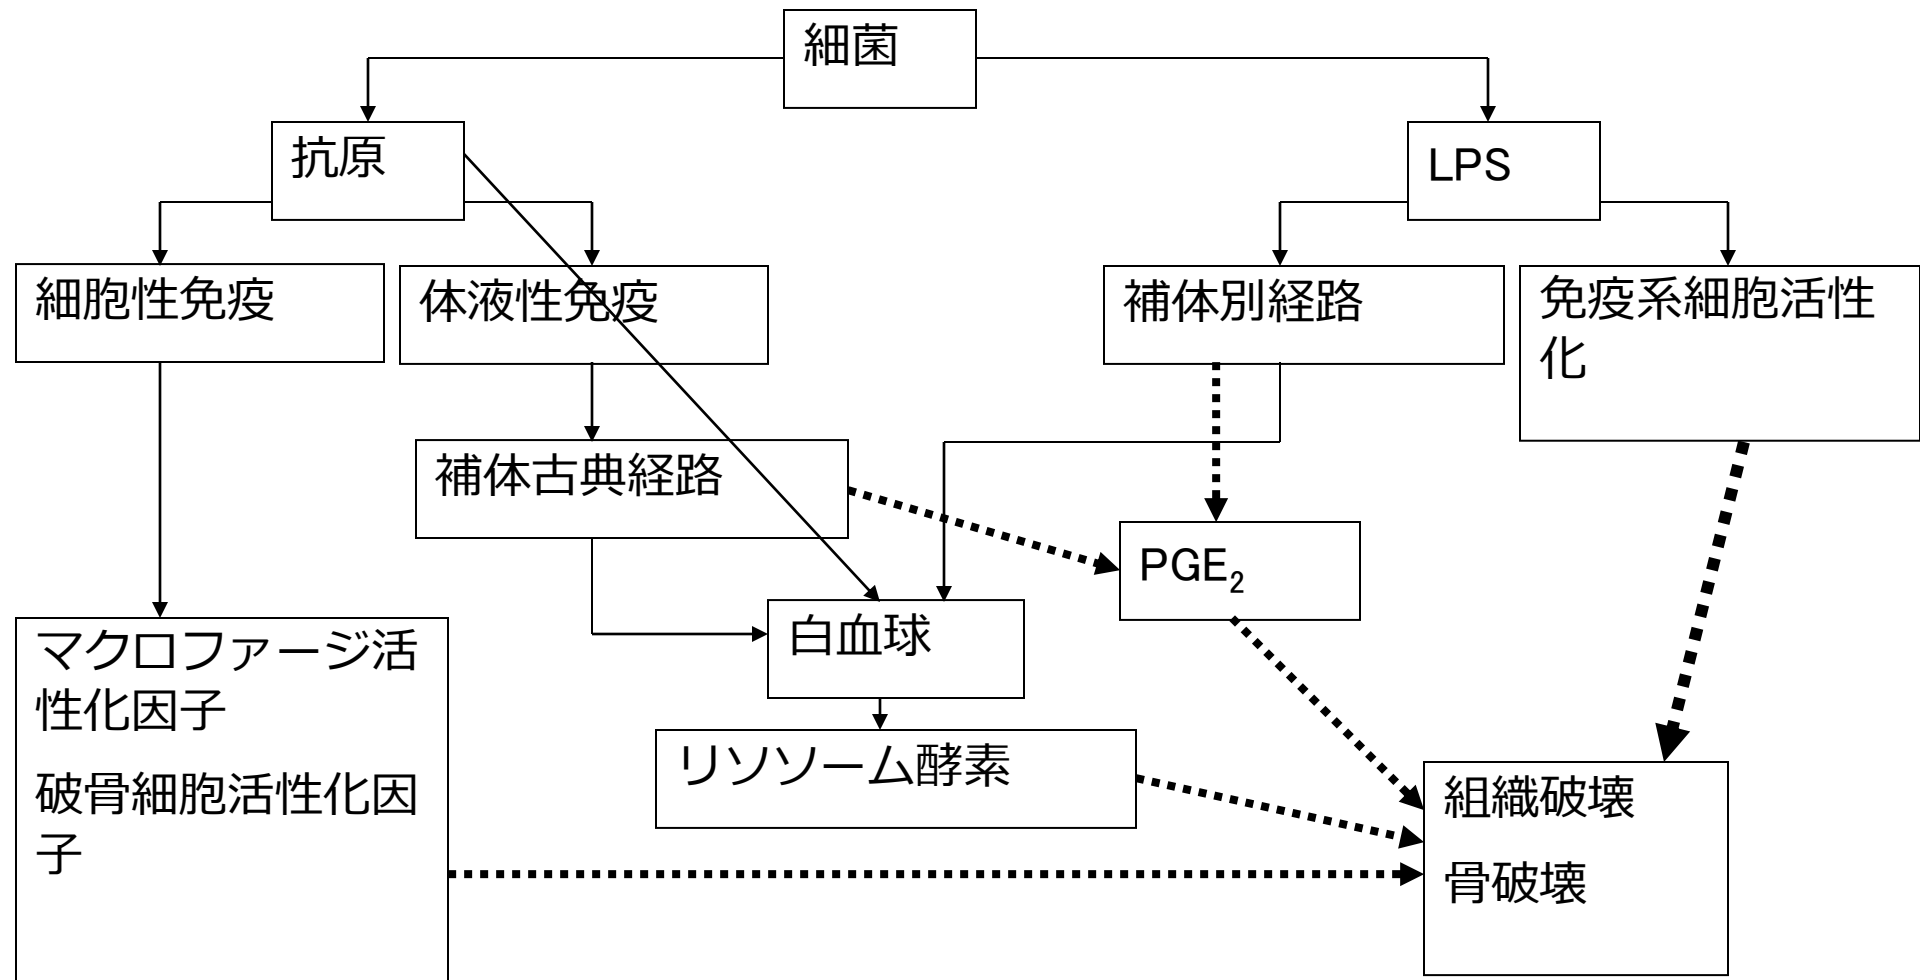 細菌
抗原
LPS
細胞性免疫
体液性免疫
補体別経路
免疫系細胞活性
化
補体古典経路
PGE₂
白血球
マクロファージ活
性化因子
破骨細胞活性化因
子
リソソーム酵素
組織破壊
骨破壊